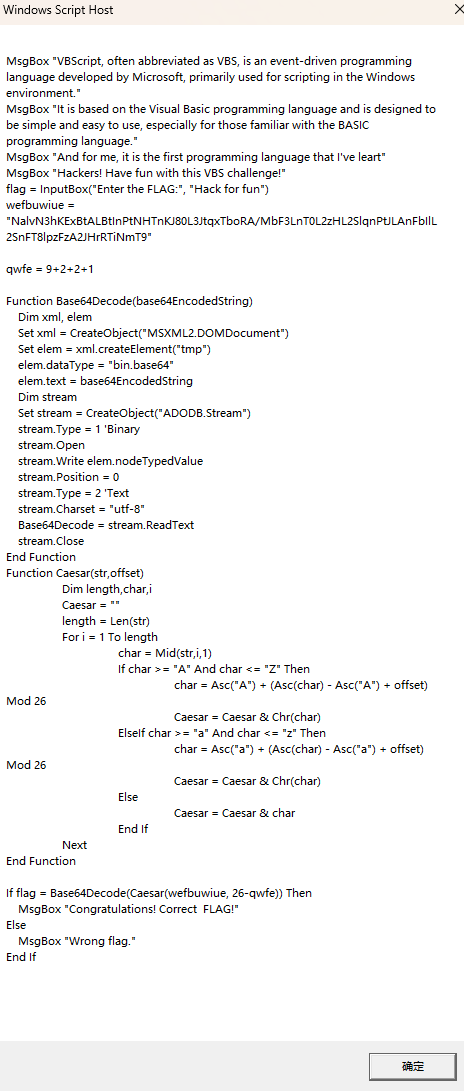 Windows Script Host
MsgBox "VBScript, often abbreviated as VBS, is an event-driven programming
language developed by Microsoft, primarily used for scripting in the Windows
environment."
MsgBox "It is based on the Visual Basic programming language and is designed to
be simple and easy to use, especially for those familiar with the BASIC
programming language."
MsgBox "And for me, it is the first programming language that I've leart"
MsgBox "Hackers! Have fun with this VBS challenge!"
flag = InputBox("Enter the FLAG:", "Hack for fun")
wefbuwiue =
"NalvN3hKExBtALBtInPtNHTnKJ80L3JtqxTboRA/MbF3LnT0L2zHL2SlqnPtJLAnFbIlL
2SnFT8lpzFzA2JHrRTiNmT9"
qwfe = 9+2+2+1
Function Base64Decode(base64EncodedString)
Dim xml, elem
Set xml = CreateObject("MSXML2.DOMDocument")
Set elem = xml.createElement("tmp")
elem.dataType = "bin.base64"
elem.text = base64EncodedString
Dim stream
Set stream = CreateObject("ADODB.Stream")
stream.Type = 1 'Binary
stream.Open
stream.Write elem.nodeTypedValue
stream.Position = 0
stream.Type = 2 'Text
stream.Charset = "utf-8"
Base64Decode = stream.ReadText
stream.Close
End Function
Function Caesar(str,offset)
Dim length,char,i
Caesar = ""
length = Len(str)
For i = 1 To length
char = Mid(str,i,1)
If char >= "A" And char <= "Z" Then
char = Asc("A") + (Asc(char) - Asc("A") + offset)
Mod 26
Caesar = Caesar & Chr(char)
ElseIf char >= "a" And char <= "z" Then
char = Asc("a") + (Asc(char) - Asc("a") + offset)
Mod 26
Caesar = Caesar & Chr(char)
Else
Caesar = Caesar & char
End If
Next
End Function
If flag = Base64Decode(Caesar(wefbuwiue, 26-qwfe)) Then
MsgBox "Congratulations! Correct  FLAG!"
Else
MsgBox "Wrong flag."
End If
确定